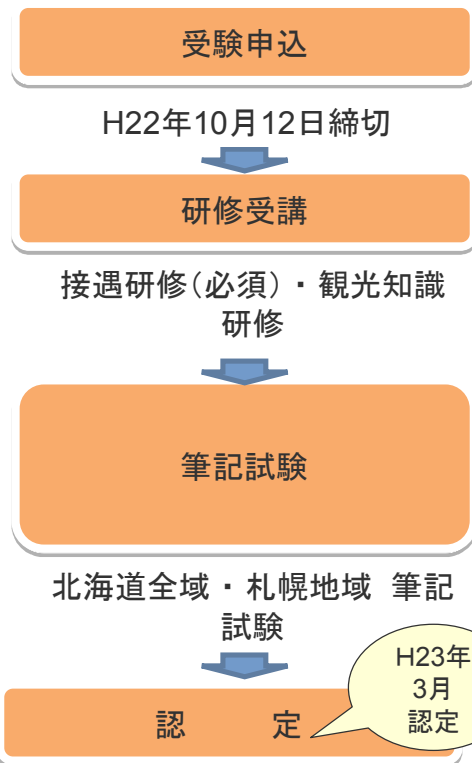 受験申込
H22年10月12日締切
研修受講
接遇研修(必須)・観光知識
研修
筆記試験
北海道全域・札幌地域 筆記
試験
H23年
3月
認定
認 定